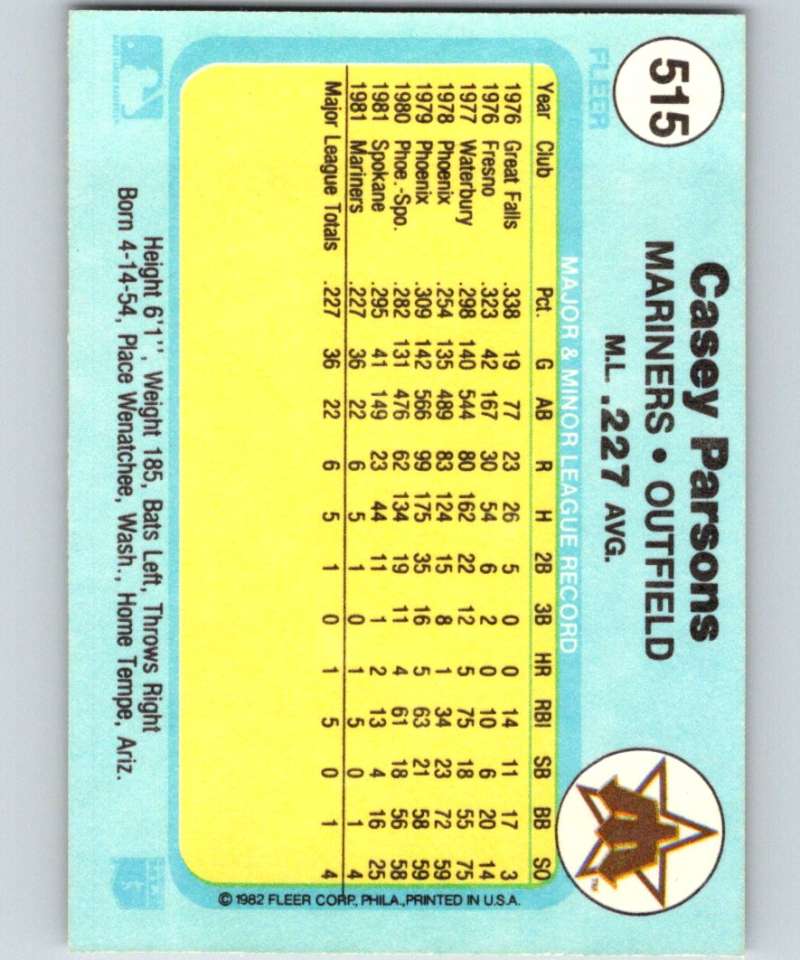 515
FLEER
Casey Parsons
MARINERS • OUTFIELD
M.L. .227 AVG.
MAJOR & MINOR LEAGUE RECORD
Year Club Pct. G AB R H 2B 3B HR RBI SB BB SO
1976 Great Falls .338 19 77 23 26 5 0 0 14 11 17 3
1976 Fresno .323 42 167 30 54 6 2 0 10 6 20 14
1977 Waterbury .298 140 544 80 162 22 12 5 75 18 55 75
1978 Phoenix .254 135 489 83 124 15 8 1 34 23 72 59
1979 Phoenix .309 142 566 99 175 35 16 5 63 21 58 59
1980 Phoe.-Spo. .282 131 476 62 134 19 11 4 61 18 56 58
1981 Spokane .295 41 149 23 44 11 1 2 13 4 16 25
1981 Mariners .227 36 22 6 5 1 0 1 5 0 1 4
Major League Totals .227 36 22 6 5 1 0 1 5 0 1 4
Height 6'1'', Weight 185, Bats Left, Throws Right
Born 4-14-54, Place Wenatchee, Wash., Home Tempe, Ariz.
© 1982 FLEER CORP., PHILA., PRINTED IN U.S.A.
TM